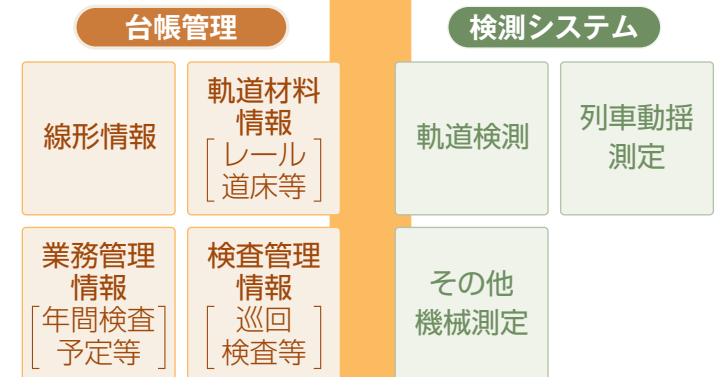 台帳管理
線形情報
軌道材料
情報
[レール
道床等]
業務管理
情報
[年間検査
予定等]
検査管理
情報
[巡回
検査等]
検測システム
軌道検測
列車動揺
測定
その他
機械測定